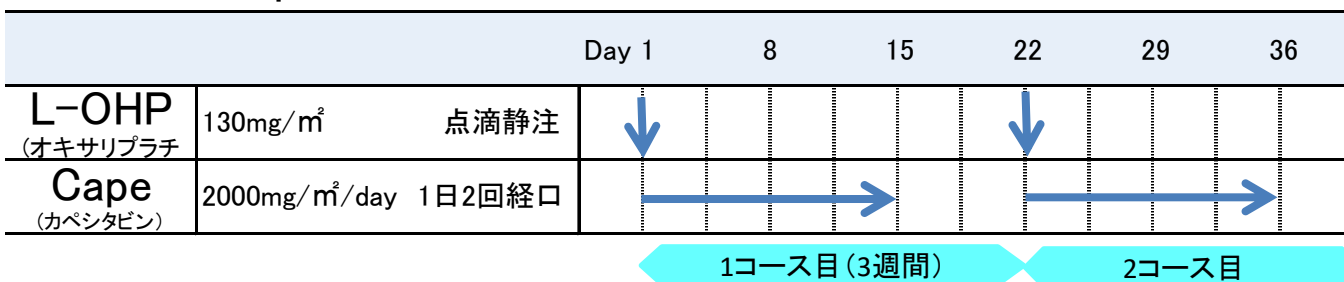 Day 1 8 15 22 29 36
L-OHP 130mg/㎡ 点滴静注
(オキサリプラチ
Cape 2000mg/㎡/day 1日2回経口
(カペシタビン)
1コース目(3週間) 2コース目